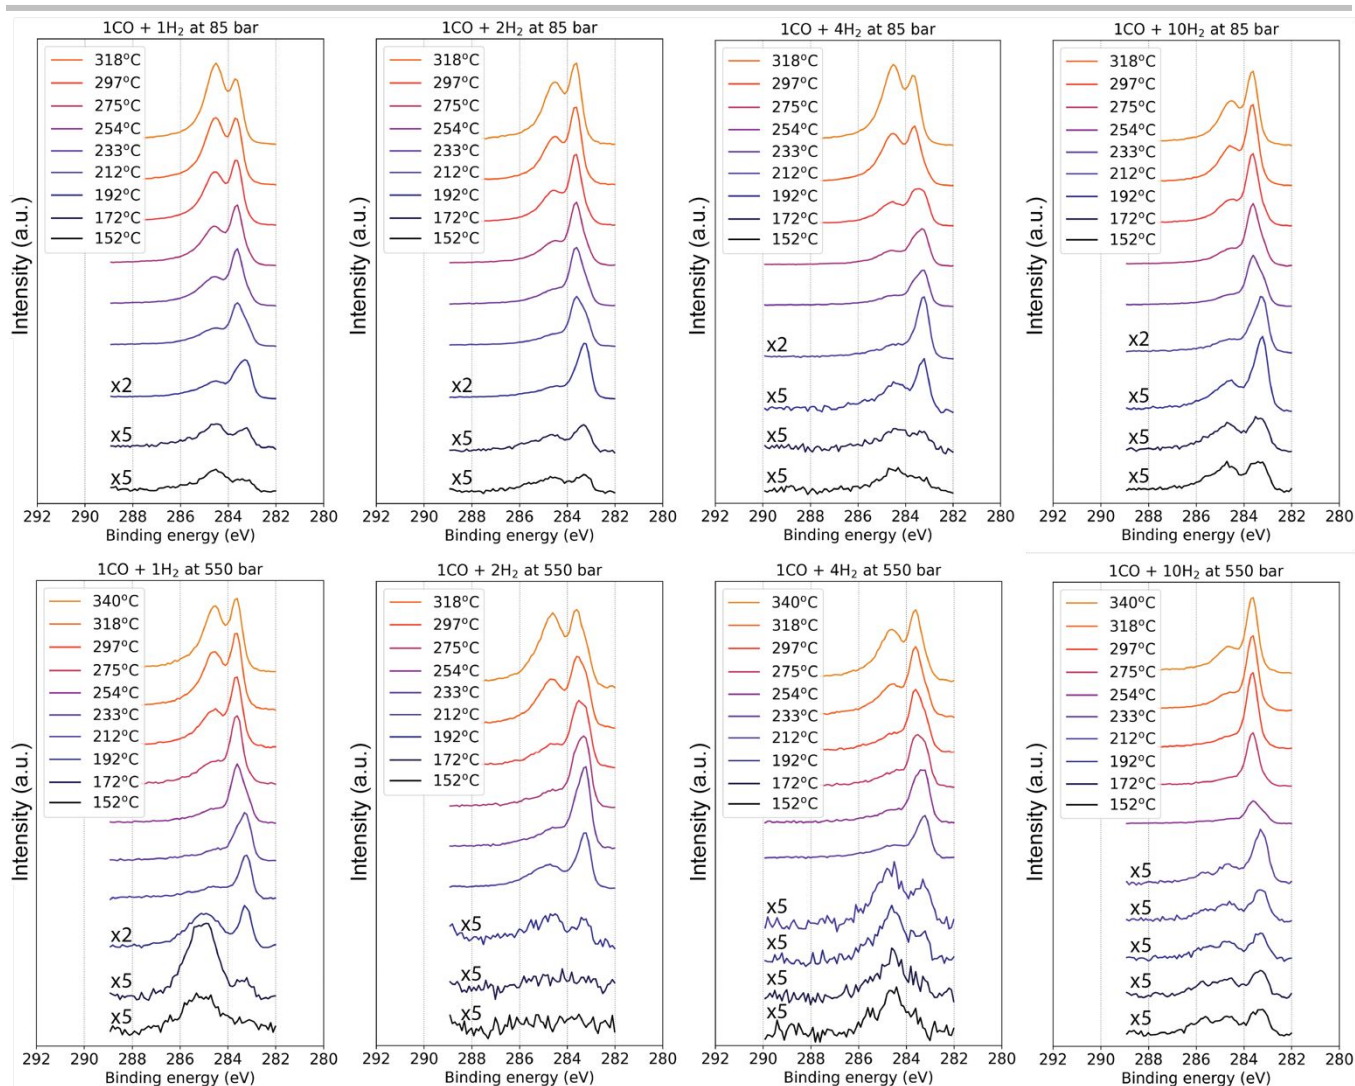 1CO + 1H₂ at 85 bar
318°C
297°C
275°C
254°C
233°C
212°C
192°C
172°C
152°C
x2
x5
x5
Intensity (a.u.)
292 290 288 286 284 282 280
Binding energy (eV)
1CO + 2H₂ at 85 bar
318°C
297°C
275°C
254°C
233°C
212°C
192°C
172°C
152°C
x2
x5
x5
Intensity (a.u.)
292 290 288 286 284 282 280
Binding energy (eV)
1CO + 4H₂ at 85 bar
318°C
297°C
275°C
254°C
233°C
212°C
192°C
172°C
152°C
x2
x5
x5
x5
Intensity (a.u.)
292 290 288 286 284 282 280
Binding energy (eV)
1CO + 10H₂ at 85 bar
318°C
297°C
275°C
254°C
233°C
212°C
192°C
172°C
152°C
x2
x5
x5
x5
Intensity (a.u.)
292 290 288 286 284 282 280
Binding energy (eV)
1CO + 1H₂ at 550 bar
340°C
318°C
297°C
275°C
254°C
233°C
212°C
192°C
172°C
152°C
x2
x5
x5
Intensity (a.u.)
292 290 288 286 284 282 280
Binding energy (eV)
1CO + 2H₂ at 550 bar
318°C
297°C
275°C
254°C
233°C
212°C
192°C
172°C
152°C
x5
x5
x5
Intensity (a.u.)
292 290 288 286 284 282 280
Binding energy (eV)
1CO + 4H₂ at 550 bar
340°C
318°C
297°C
275°C
254°C
233°C
212°C
192°C
172°C
152°C
x5
x5
x5
x5
Intensity (a.u.)
292 290 288 286 284 282 280
Binding energy (eV)
1CO + 10H₂ at 550 bar
340°C
318°C
297°C
275°C
254°C
233°C
212°C
192°C
172°C
152°C
x5
x5
x5
x5
x5
Intensity (a.u.)
292 290 288 286 284 282 280
Binding energy (eV)